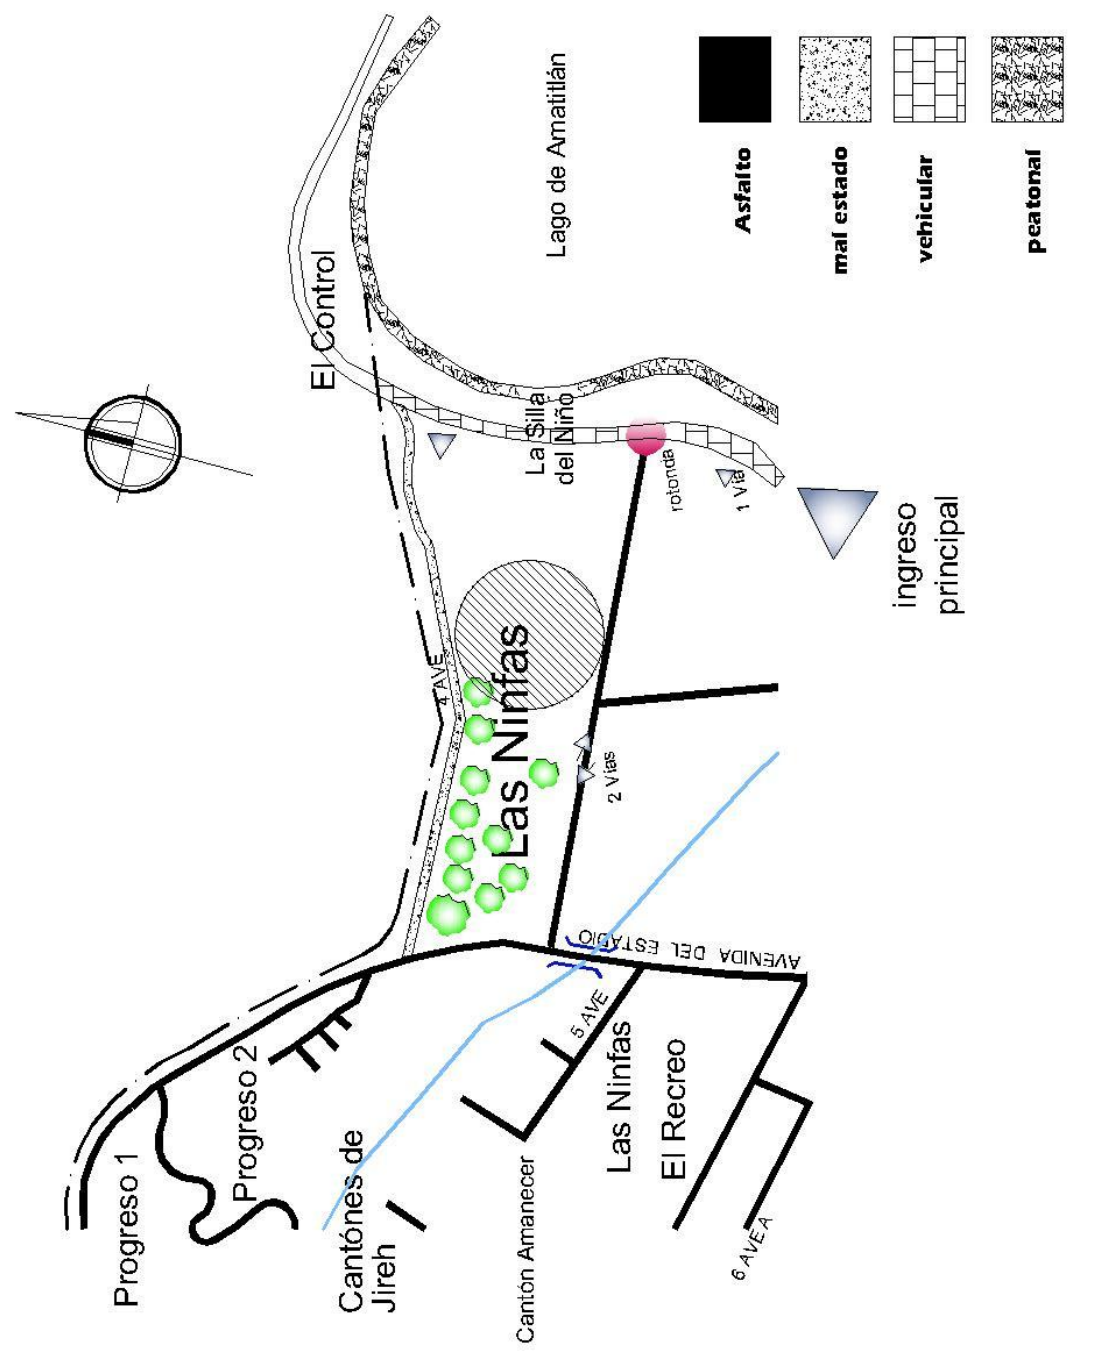 Progreso 1
Progreso 2
Cantónes de
Jireh
Cantón Amanecer
Las Ninfas
El Recreo
6 AVE A
5 AVE
AVENIDA DEL ESTADIO
Las Ninfas
4 AVE
2 Vías
El Control
La Silla
del Niño
rotonda
1 Vía
ingreso
principal
Lago de Amatitlán
Asfalto
mal estado
vehicular
peatonal